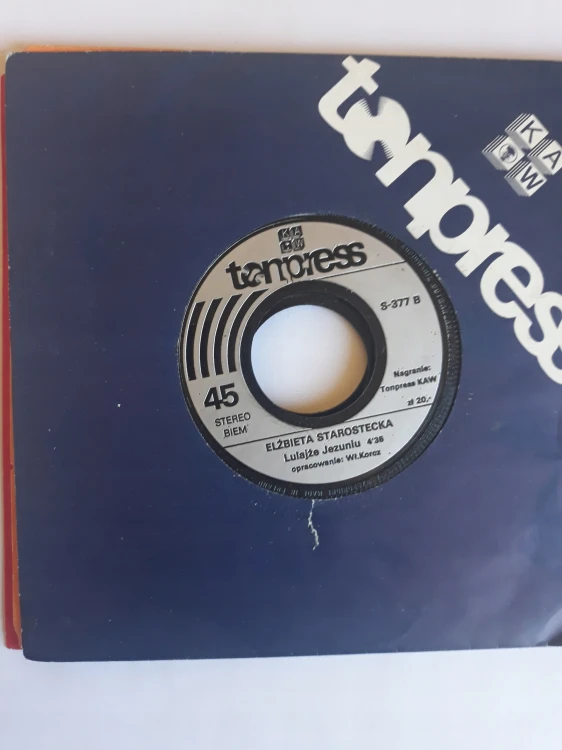 tonpress
K A
W
KAW
tonpress
S-377 B
Nagranie:
Tonpress KAW
zł 20,-
45
STEREO
BIEM
ELŻBIETA STAROSTECKA
Lulajże Jezuniu 4'35
opracowanie: Wł.Korcz